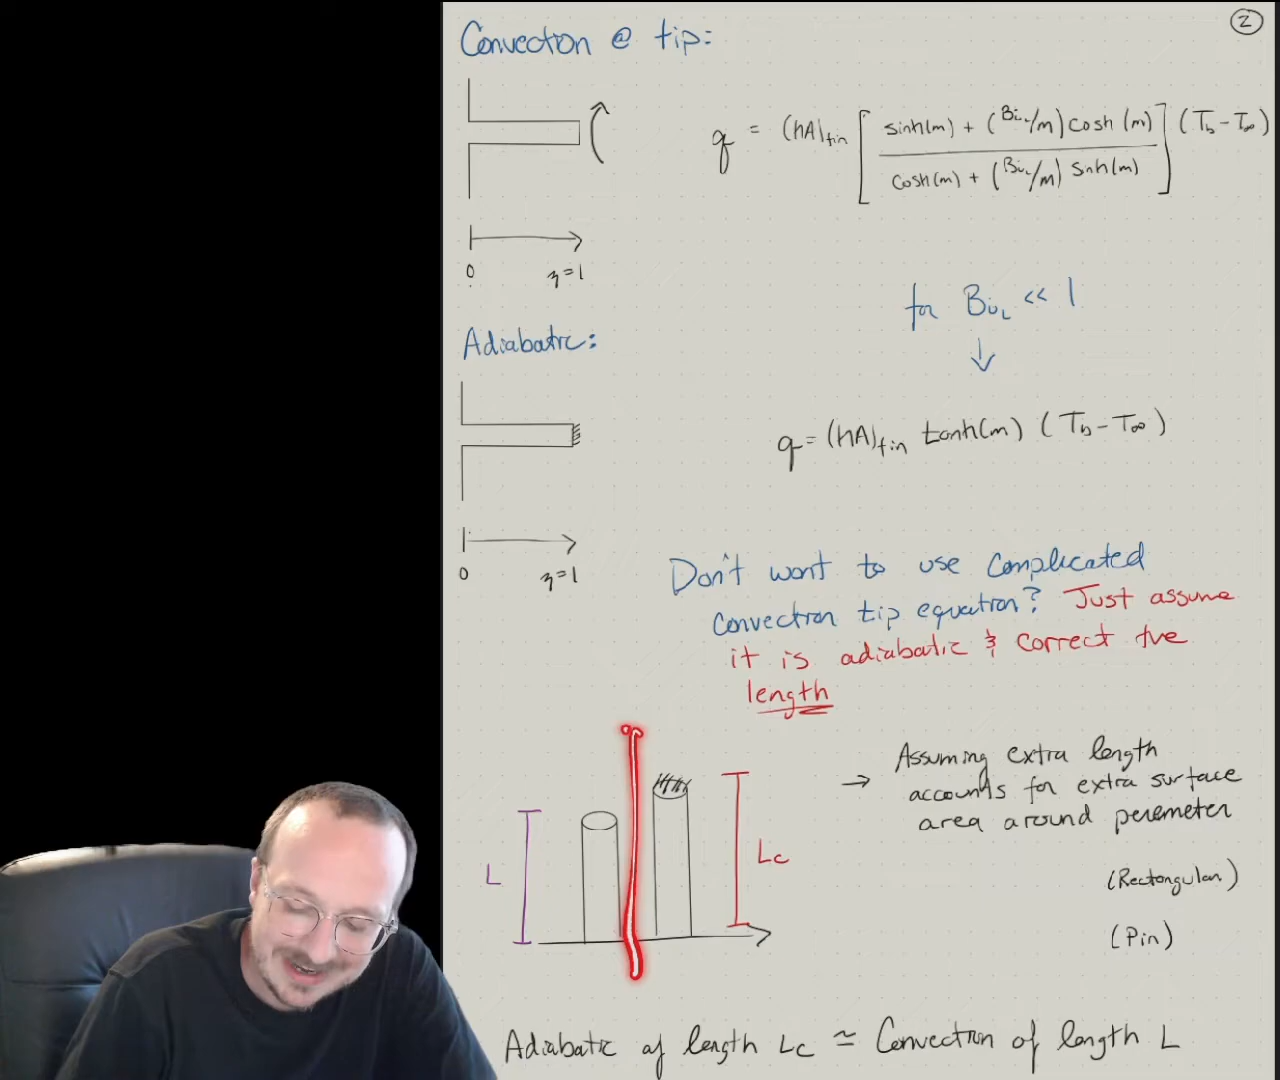 2
Convection @ tip:
q = (hA)fin [ sinh(m) + (BiL/m) cosh(m) / cosh(m) + (BiL/m) sinh(m) ] (Tb - T∞)
0 η=1
for BiL << 1
↓
Adiabatic:
q = (hA)fin tanh(m) (Tb - T∞)
0 η=1
Don't want to use complicated
convection tip equation? Just assume
it is adiabatic & correct the
length
→ Assuming extra length
accounts for extra surface
area around peremeter
L
Lc
(Rectangular)
(Pin)
Adiabatic of length Lc ≃ Convection of length L